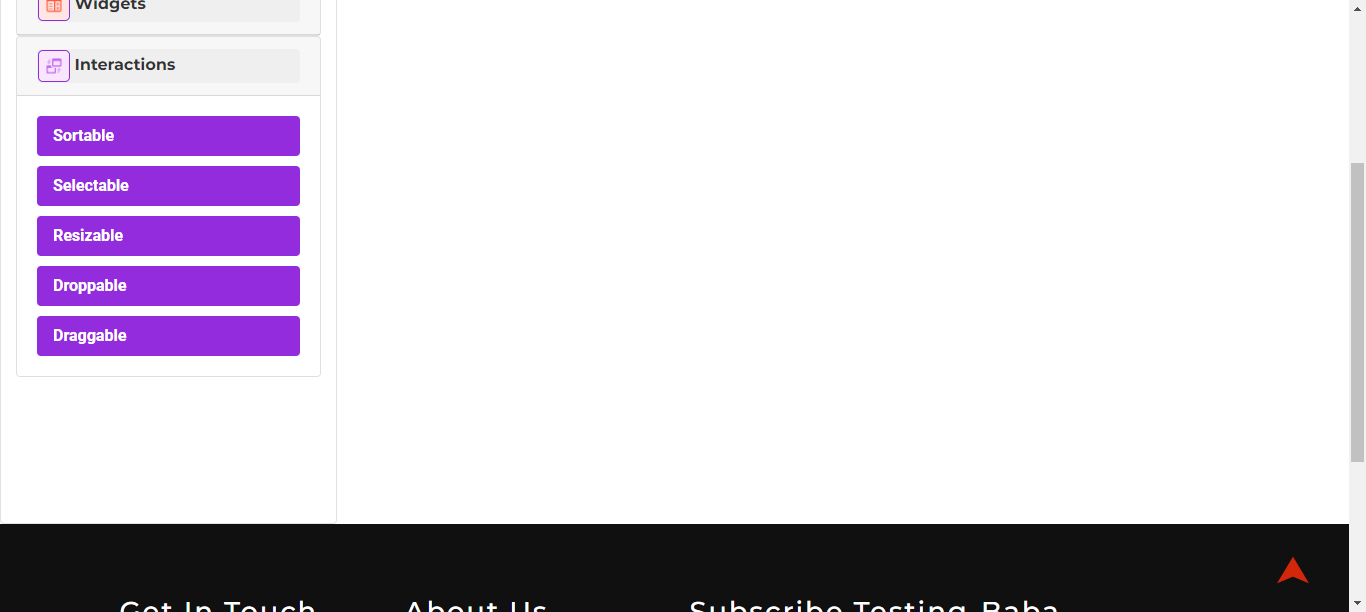 Widgets
Interactions
Sortable
Selectable
Resizable
Droppable
Draggable
Get In Touch
About Us
Subscribe Testing Baba